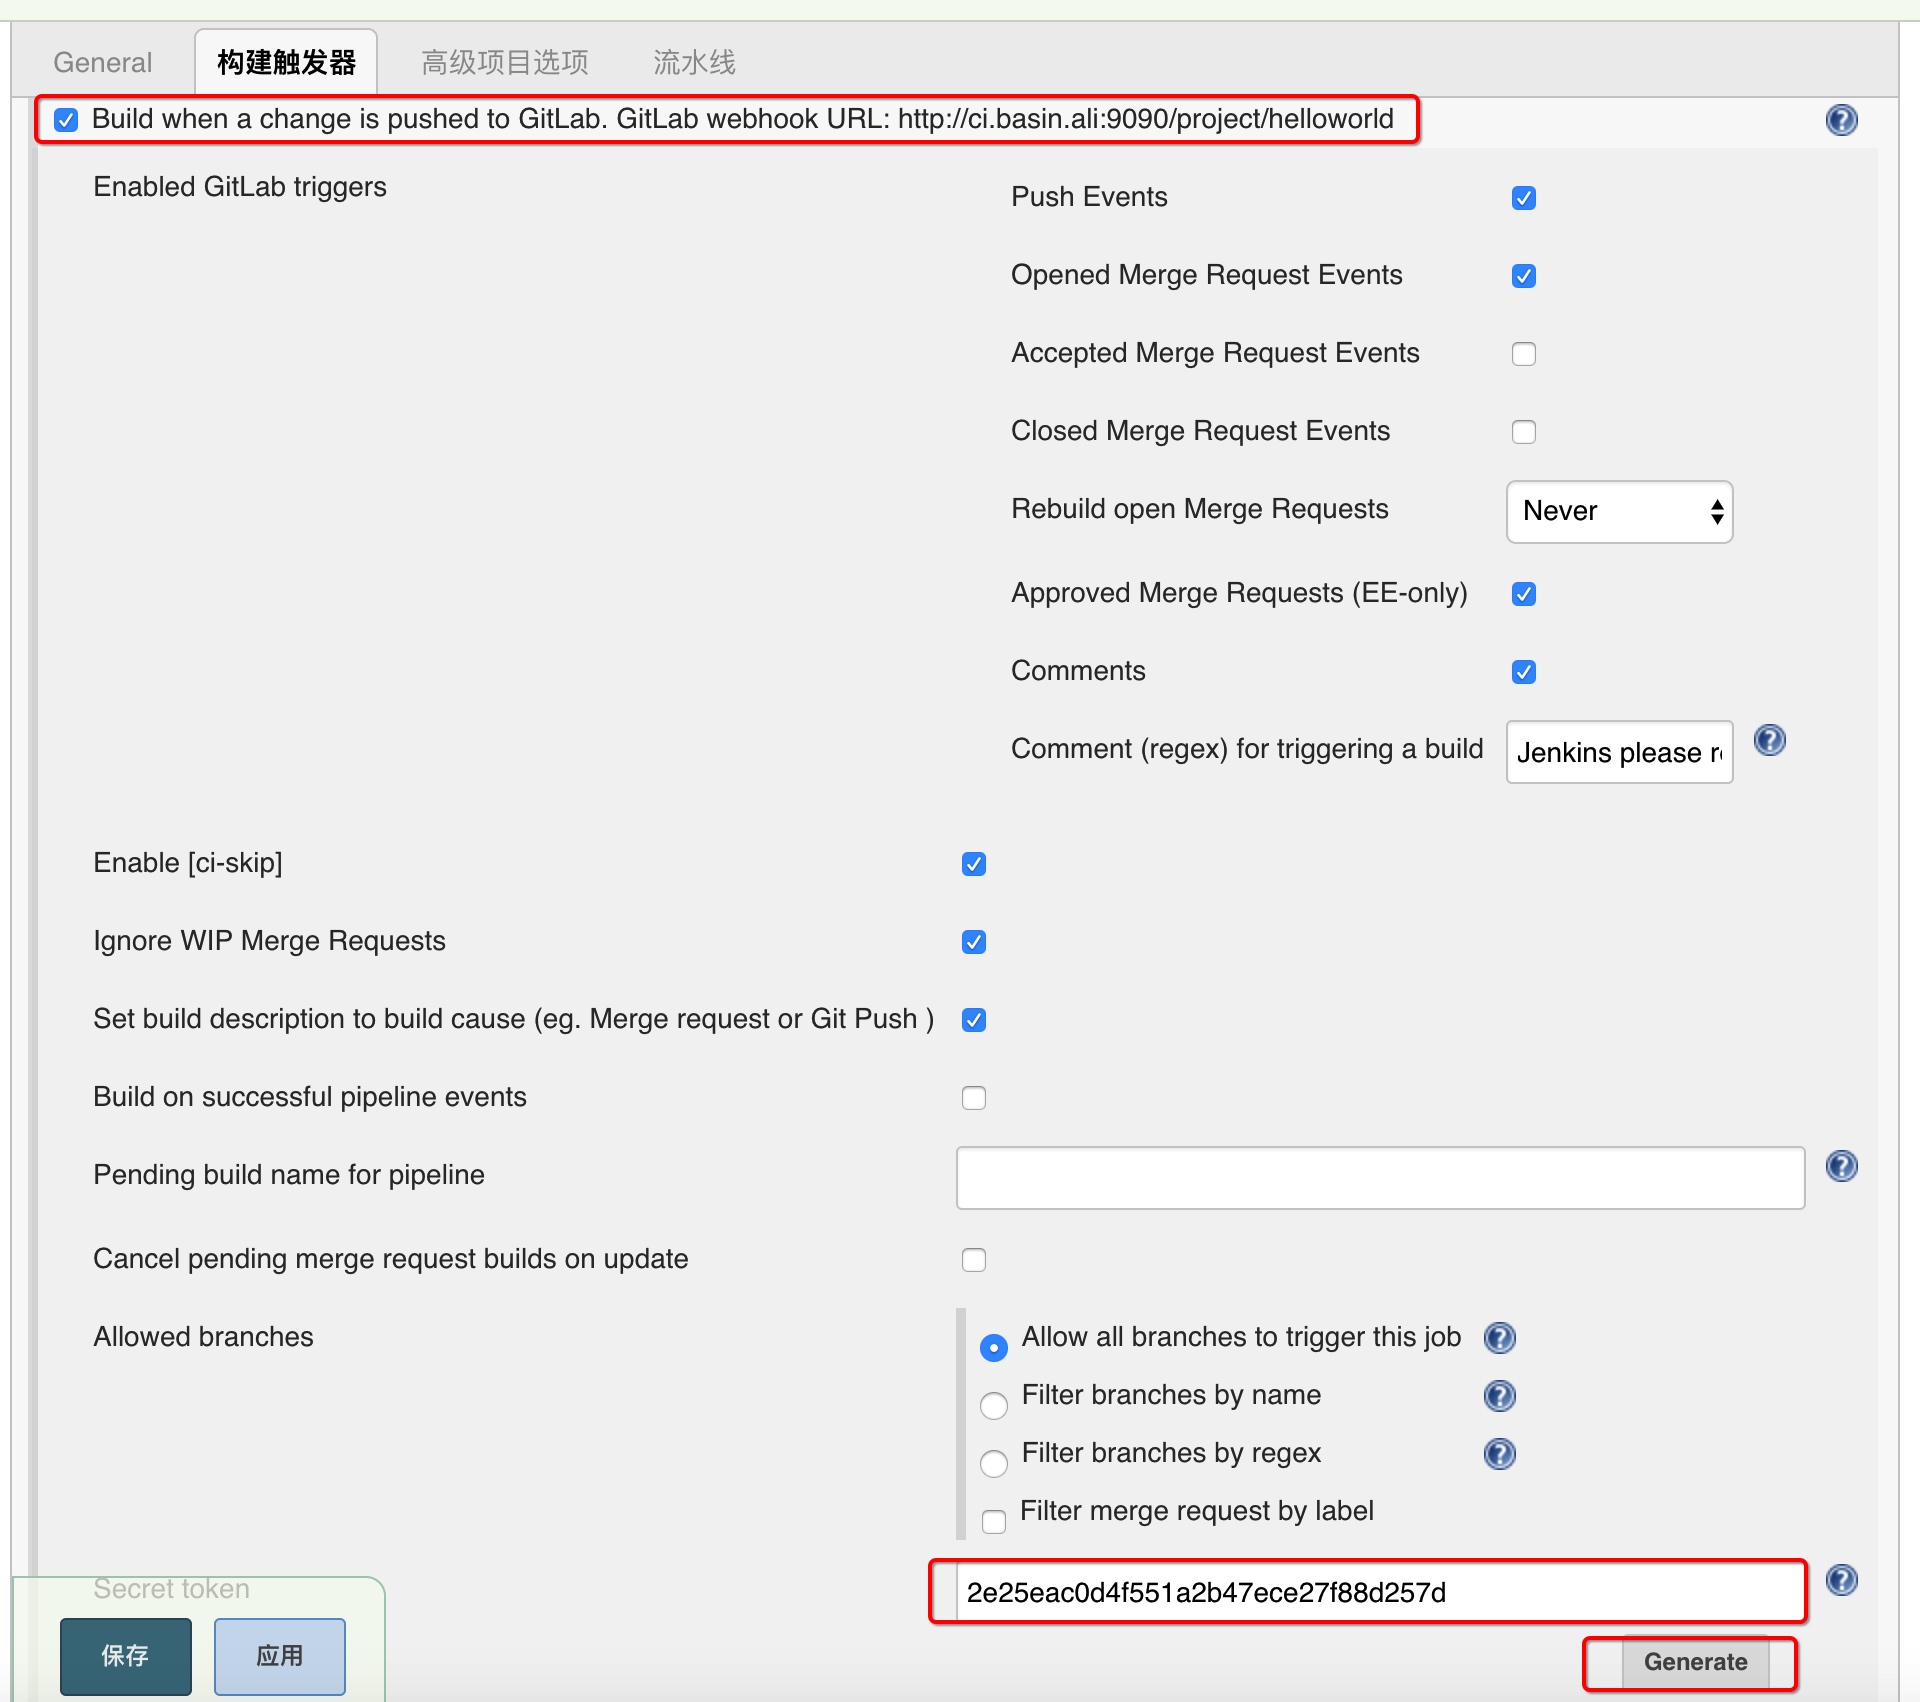 General 构建触发器 高级项目选项 流水线
Build when a change is pushed to GitLab. GitLab webhook URL: http://ci.basin.ali:9090/project/helloworld
Enabled GitLab triggers
Push Events
Opened Merge Request Events
Accepted Merge Request Events
Closed Merge Request Events
Rebuild open Merge Requests Never
Approved Merge Requests (EE-only)
Comments
Comment (regex) for triggering a build Jenkins please
Enable [ci-skip]
Ignore WIP Merge Requests
Set build description to build cause (eg. Merge request or Git Push )
Build on successful pipeline events
Pending build name for pipeline
Cancel pending merge request builds on update
Allowed branches
Allow all branches to trigger this job
Filter branches by name
Filter branches by regex
Filter merge request by label
Secret token 2e25eac0d4f551a2b47ece27f88d257d
保存 应用 Generate